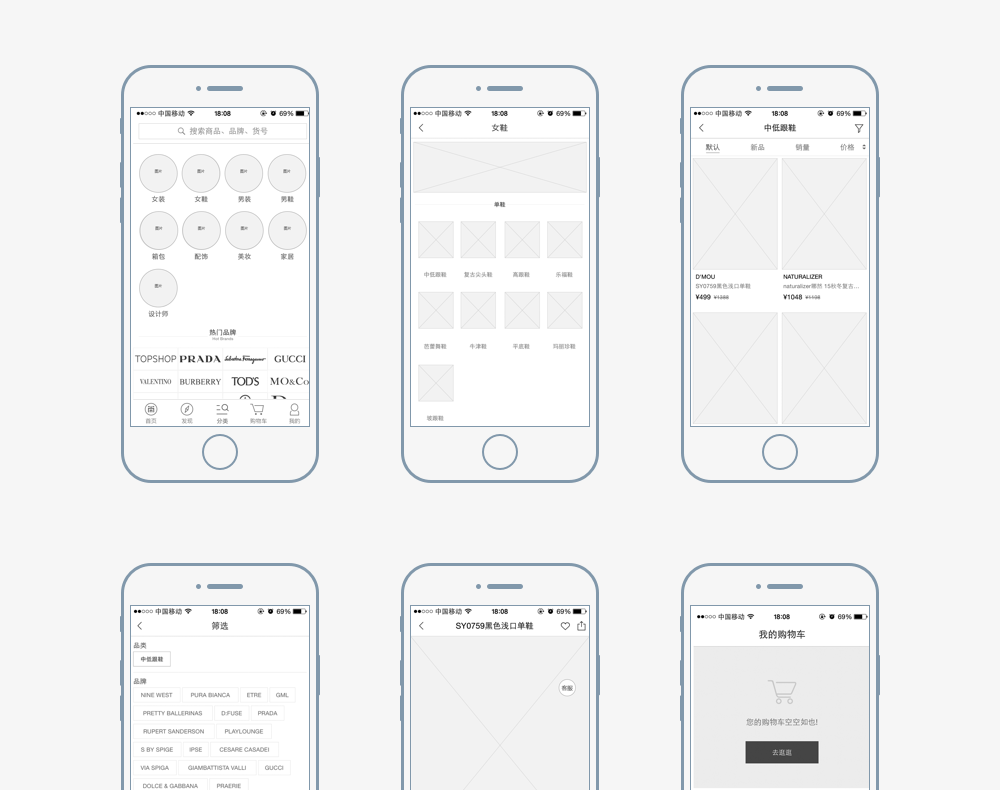 ●●○○○ 中国移动 18:08 69%
搜索商品、品牌、货号
图片 图片 图片 图片
女装 女鞋 男装 男鞋
图片 图片 图片 图片
箱包 配饰 美妆 家居
图片
设计师
热门品牌
Hot Brands
TOPSHOP PRADA Salvatore Ferragamo GUCCI
VALENTINO BURBERRY TOD'S MO&Co
首页 发现 分类 购物车 我的
●●○○○ 中国移动 18:08 69%
女鞋
单鞋
中低跟鞋 复古尖头鞋 高跟鞋 乐福鞋
芭蕾舞鞋 牛津鞋 平底鞋 玛丽珍鞋
坡跟鞋
●●○○○ 中国移动 18:08 69%
中低跟鞋
默认 新品 销量 价格
D'MOU NATURALIZER
SY0759黑色浅口单鞋 naturalizer娜然 15秋冬复古...
¥499 ¥1388 ¥1048 ¥1198
●●○○○ 中国移动 18:08 69%
筛选
品类
中低跟鞋
品牌
NINE WEST PURA BIANCA ETRE GML
PRETTY BALLERINAS D:FUSE PRADA
RUPERT SANDERSON PLAYLOUNGE
S BY SPIGE IPSE CESARE CASADEI
VIA SPIGA GIAMBATTISTA VALLI GUCCI
DOLCE & GABBANA PRAERIE
●●○○○ 中国移动 18:08 69%
SY0759黑色浅口单鞋
客服
●●○○○ 中国移动 18:08 69%
我的购物车
您的购物车空空如也!
去逛逛